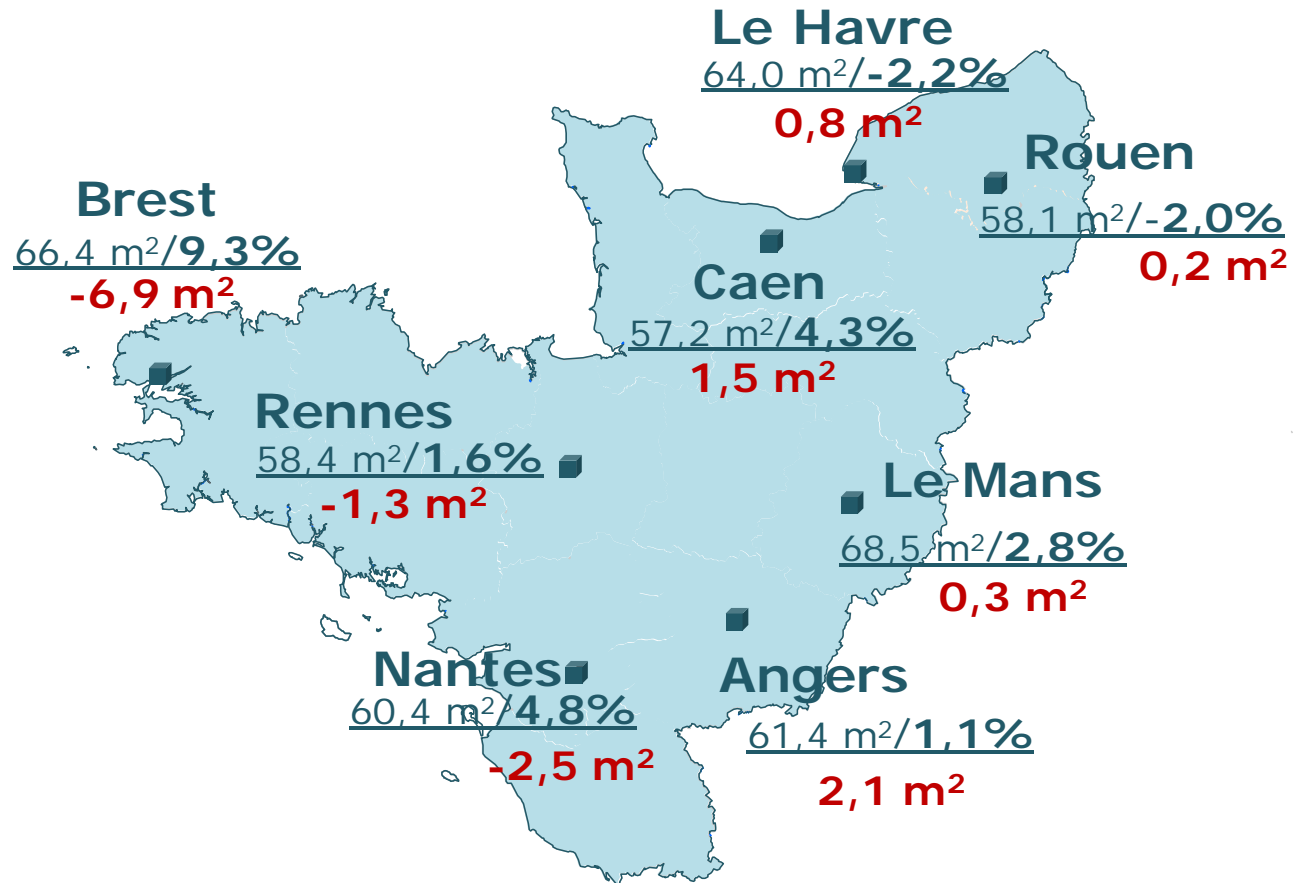 Le Havre
64,0 m²/-2,2%
0,8 m²
Rouen
58,1 m²/-2,0%
0,2 m²
Brest
66,4 m²/9,3%
-6,9 m²
Caen
57,2 m²/4,3%
1,5 m²
Rennes
58,4 m²/1,6%
-1,3 m²
Le Mans
68,5 m²/2,8%
0,3 m²
Nantes
60,4 m²/4,8%
-2,5 m²
Angers
61,4 m²/1,1%
2,1 m²